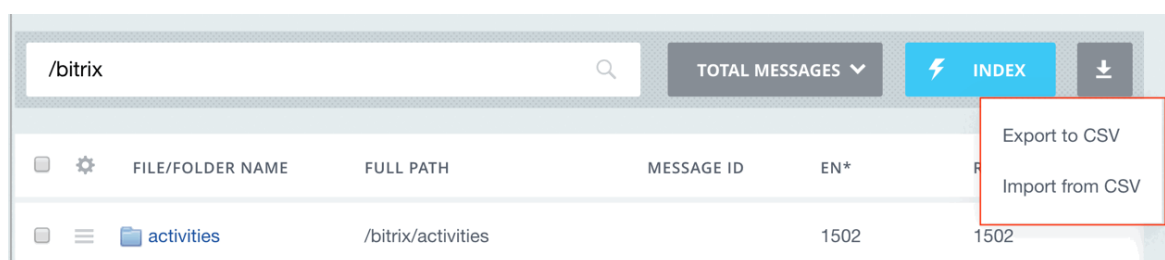 /bitrix
TOTAL MESSAGES
INDEX
Export to CSV
Import from CSV
FILE/FOLDER NAME FULL PATH MESSAGE ID EN* R
activities /bitrix/activities 1502 1502